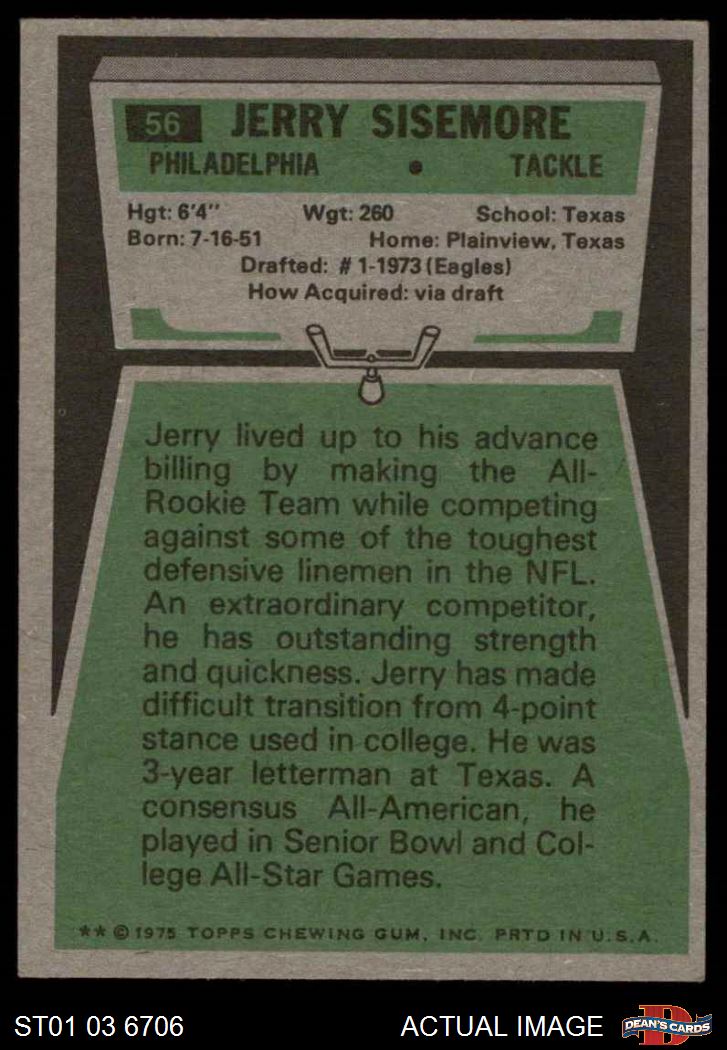 56 JERRY SISEMORE
PHILADELPHIA • TACKLE
Hgt: 6'4" Wgt: 260 School: Texas
Born: 7-16-51 Home: Plainview, Texas
Drafted: # 1-1973 (Eagles)
How Acquired: via draft
Jerry lived up to his advance
billing by making the All-
Rookie Team while competing
against some of the toughest
defensive linemen in the NFL.
An extraordinary competitor,
he has outstanding strength
and quickness. Jerry has made
difficult transition from 4-point
stance used in college. He was
3-year letterman at Texas. A
consensus All-American, he
played in Senior Bowl and Col-
lege All-Star Games.
** © 1975 TOPPS CHEWING GUM, INC. PRTD IN U.S.A.
ST01 03 6706 ACTUAL IMAGE D DEAN'S CARDS